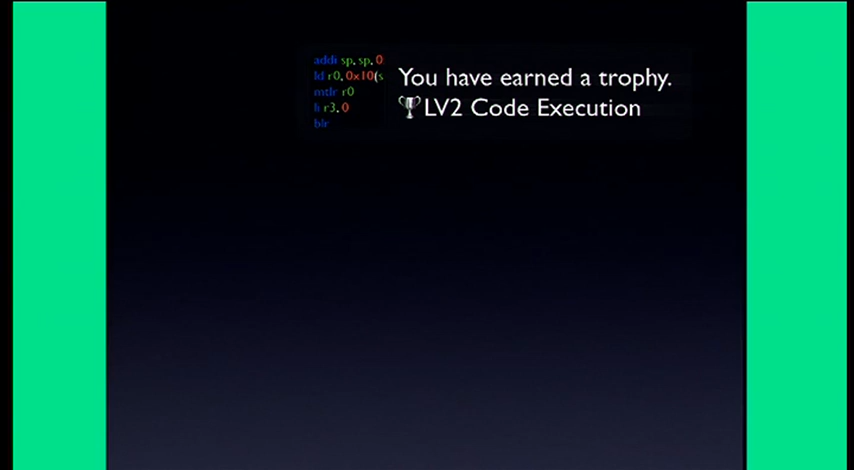 addi sp, sp, 0
ld r0, 0x10(s
mtlr r0
li r3, 0
blr
You have earned a trophy.
🏆LV2 Code Execution